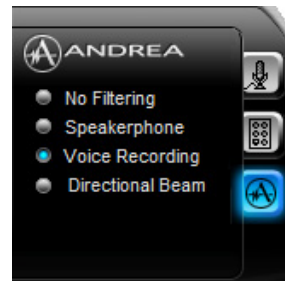 ANDREA
No Filtering
Speakerphone
Voice Recording
Directional Beam